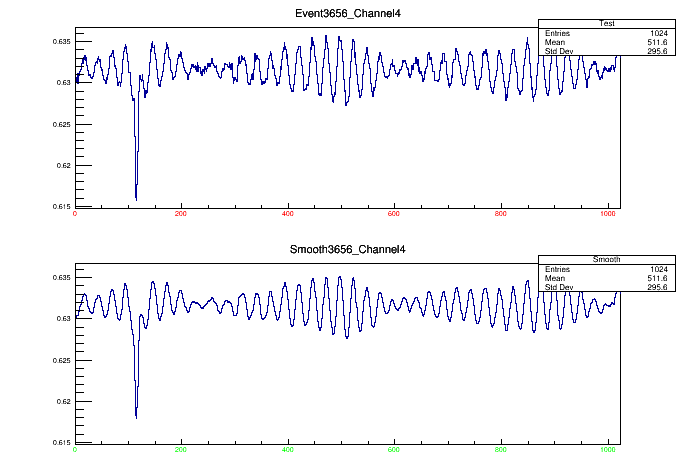 Event3656_Channel4
Test
Entries 1024
Mean 511.6
Std Dev 295.6
0.635
0.63
0.625
0.62
0.615
0 200 400 600 800 1000
Smooth3656_Channel4
Smooth
Entries 1024
Mean 511.6
Std Dev 295.6
0.635
0.63
0.625
0.62
0.615
0 200 400 600 800 1000